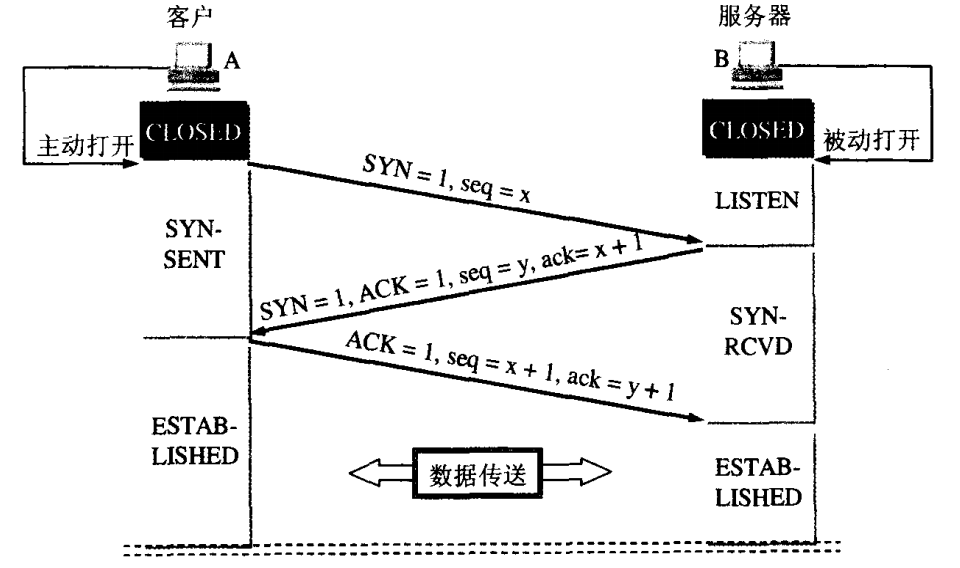 客户
服务器
A
B
CLOSED
CLOSED
主动打开
被动打开
SYN = 1, seq = x
LISTEN
SYN-
SENT
SYN = 1, ACK = 1, seq = y, ack= x + 1
SYN-
RCVD
ACK = 1, seq = x + 1, ack = y + 1
ESTAB-
LISHED
数据传送
ESTAB-
LISHED